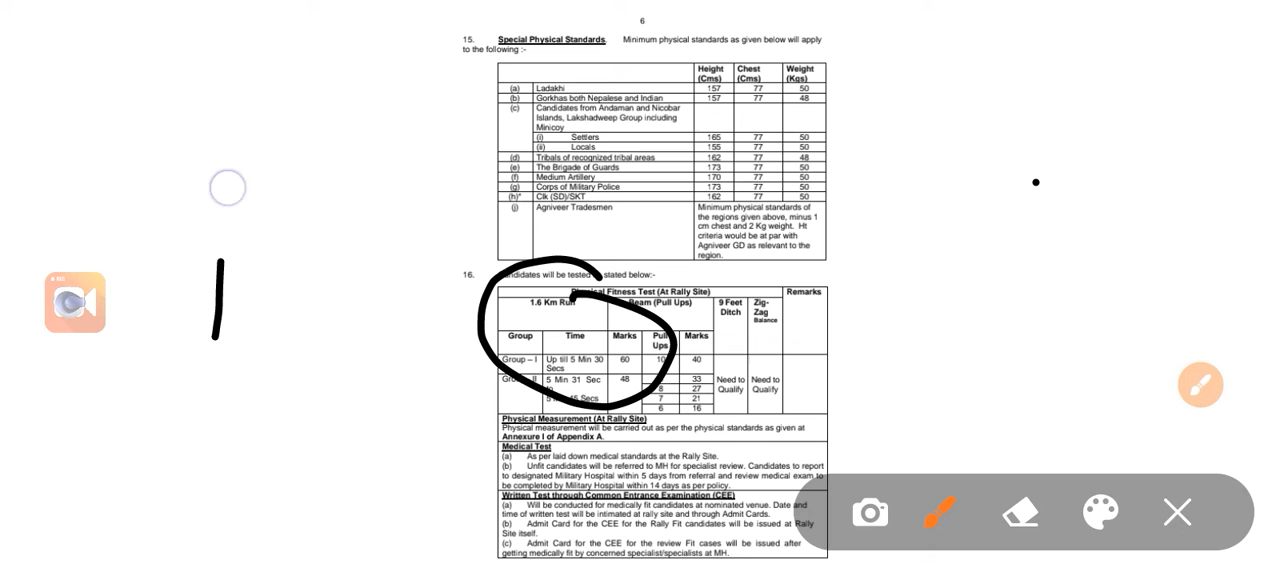 6
15. Special Physical Standards. Minimum physical standards as given below will apply
to the following :-
Height (Cms) Chest (Cms) Weight (Kgs)
(a) Ladakhi 157 77 50
(b) Gorkhas both Nepalese and Indian 157 77 48
(c) Candidates from Andaman and Nicobar
Islands, Lakshadweep Group including
Minicoy
(i) Settlers 165 77 50
(ii) Locals 155 77 50
(d) Tribals of recognized tribal areas 162 77 48
(e) The Brigade of Guards 173 77 50
(f) Medium Artillery 170 77 50
(g) Corps of Military Police 173 77 50
(h)* Clk (SD)/SKT 162 77 50
(j) Agniveer Tradesmen Minimum physical standards of
the regions given above, minus 1
cm chest and 2 Kg weight. Ht
criteria would be at par with
Agniveer GD as relevant to the
region.
16. will be tested stated below:-
Fitness Test (At Rally Site) Remarks
1.6 Km Run Beam (Pull Ups) 9 Feet Ditch Zig-Zag Balance
Group Time Marks Pull Ups Marks
Group – I Up till 5 Min 30 Secs 60 10 40 Need to Qualify Need to Qualify
5 Min 31 Sec 48 33
Secs 8 27
7 21
6 16
Physical Measurement (At Rally Site)
Physical measurement will be carried out as per the physical standards as given at
Annexure I of Appendix A.
Medical Test
(a) As per laid down medical standards at the Rally Site.
(b) Unfit candidates will be referred to MH for specialist review. Candidates to report
to designated Military Hospital within 5 days from referral and review medical exam to
be completed by Military Hospital within 14 days as per policy.
Written Test through Common Entrance Examination (CEE)
(a) Will be conducted for medically fit candidates at nominated venue. Date and
time of written test will be intimated at rally site and through Admit Cards.
(b) Admit Card for the CEE for the Rally Fit candidates will be issued at Rally
Site itself.
(c) Admit Card for the CEE for the review Fit cases will be issued after
getting medically fit by concerned specialist/specialists at MH.